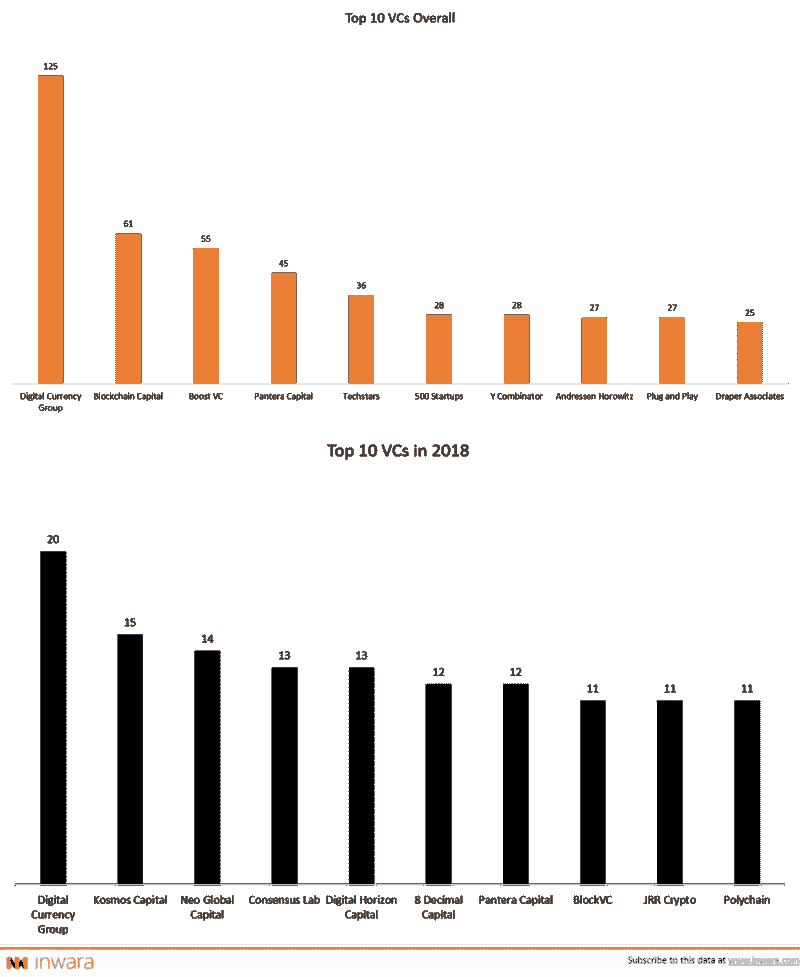 Top 10 VCs Overall
125
61
55
45
36
28
28
27
27
25
Digital Currency Group
Blockchain Capital
Boost VC
Pantera Capital
Techstars
500 Startups
Y Combinator
Andressen Horowitz
Plug and Play
Draper Associates
Top 10 VCs in 2018
20
15
14
13
13
12
12
11
11
11
Digital Currency Group
Kosmos Capital
Neo Global Capital
Consensus Lab
Digital Horizon Capital
8 Decimal Capital
Pantera Capital
BlockVC
JRR Crypto
Polychain
inwara
Subscribe to this data at www.inwara.com